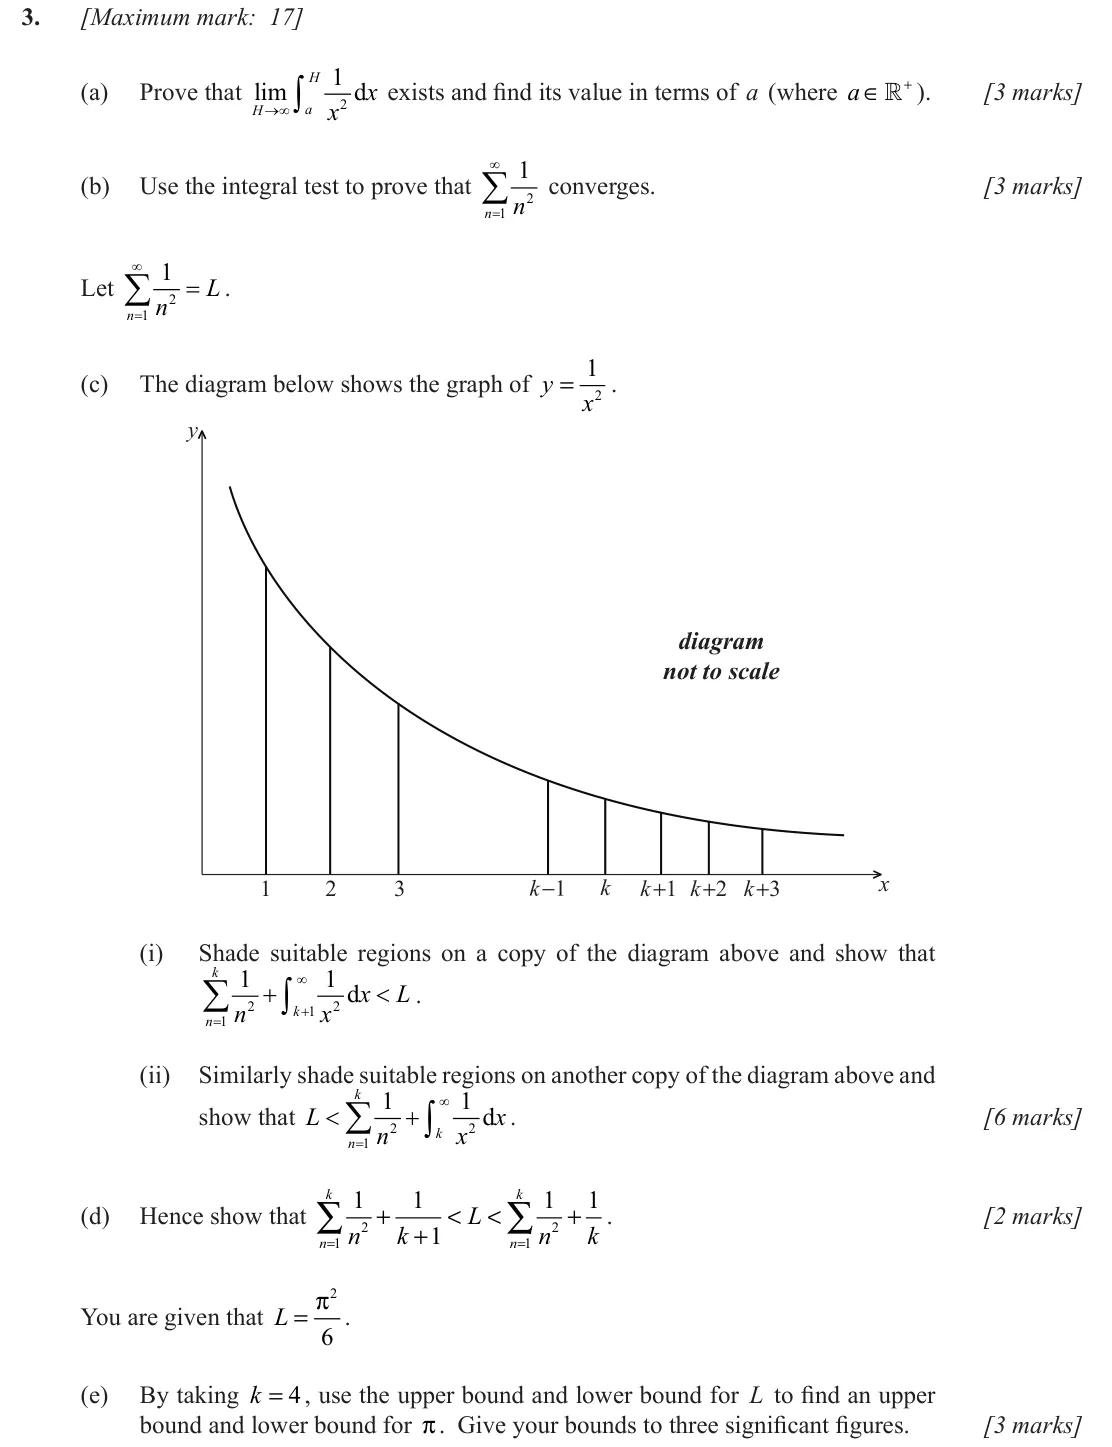 3. [Maximum mark: 17]
(a) Prove that lim_{H→∞} ∫_a^H 1/x² dx exists and find its value in terms of a (where a ∈ ℝ⁺). [3 marks]
(b) Use the integral test to prove that ∑_{n=1}^∞ 1/n² converges. [3 marks]
Let ∑_{n=1}^∞ 1/n² = L.
(c) The diagram below shows the graph of y = 1/x².
y
diagram
not to scale
1 2 3 k–1 k k+1 k+2 k+3 x
(i) Shade suitable regions on a copy of the diagram above and show that
∑_{n=1}^k 1/n² + ∫_{k+1}^∞ 1/x² dx < L.
(ii) Similarly shade suitable regions on another copy of the diagram above and
show that L < ∑_{n=1}^k 1/n² + ∫_k^∞ 1/x² dx. [6 marks]
(d) Hence show that ∑_{n=1}^k 1/n² + 1/(k+1) < L < ∑_{n=1}^k 1/n² + 1/k. [2 marks]
You are given that L = π²/6.
(e) By taking k = 4, use the upper bound and lower bound for L to find an upper
bound and lower bound for π. Give your bounds to three significant figures. [3 marks]